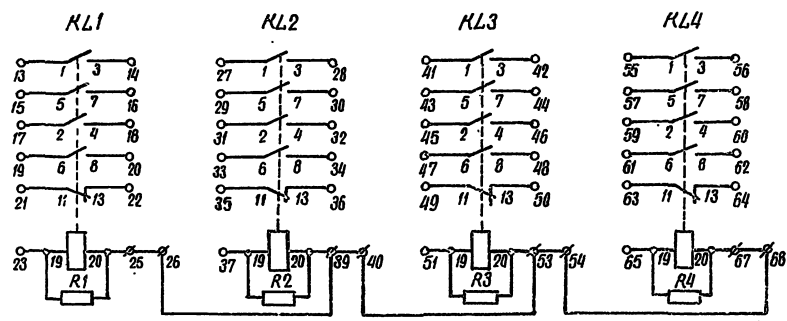 KL1 KL2 KL3 KL4
13 1 3 14 27 1 3 28 41 1 3 42 55 1 3 56
15 5 7 16 29 5 7 30 43 5 7 44 57 5 7 58
17 2 4 18 31 2 4 32 45 2 4 46 59 2 4 60
19 6 8 20 33 6 8 34 47 6 8 48 61 6 8 62
21 11 13 22 35 11 13 36 49 11 13 50 63 11 13 64
23 19 20 25 26 37 19 20 39 40 51 19 20 53 54 65 19 20 67 68
R1 R2 R3 R4